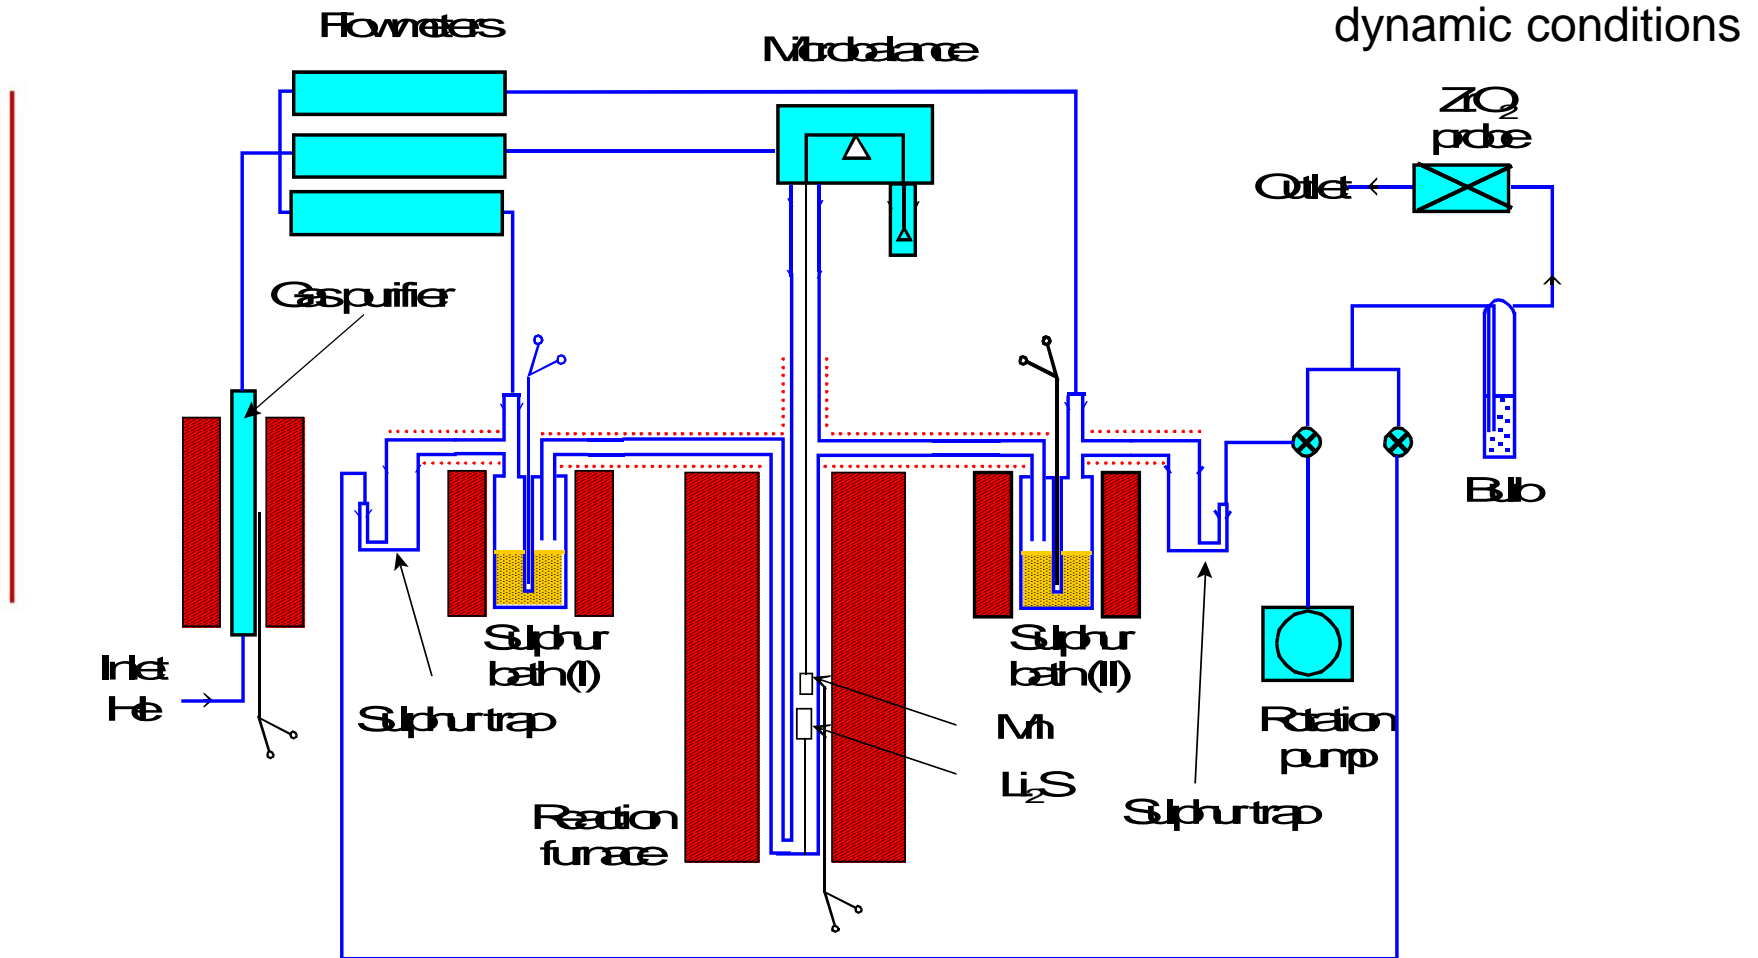 dynamic conditions
Flowmeters
Microbalance
ZrO2
probe
Outlet
Gas purifier
Bulb
Sulphur
bath (I)
Sulphur
bath (II)
Inlet
He
Sulphur trap
Mn
Li2S
Rotation
pump
Sulphur trap
Reaction
furnace